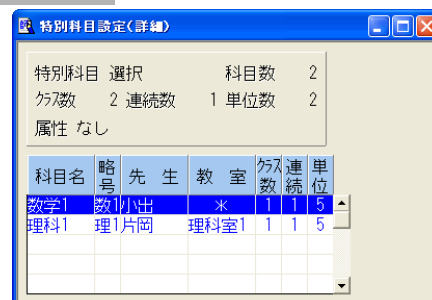 特別科目設定(詳細)
特別科目 選択 科目数 2
クラス数 2 連続数 1 単位数 2
属性 なし
科目名 略号 先 生 教 室 クラス数 連続 単位
数学1 数1 小出 * 1 1 5
理科1 理1 片岡 理科室1 1 1 5